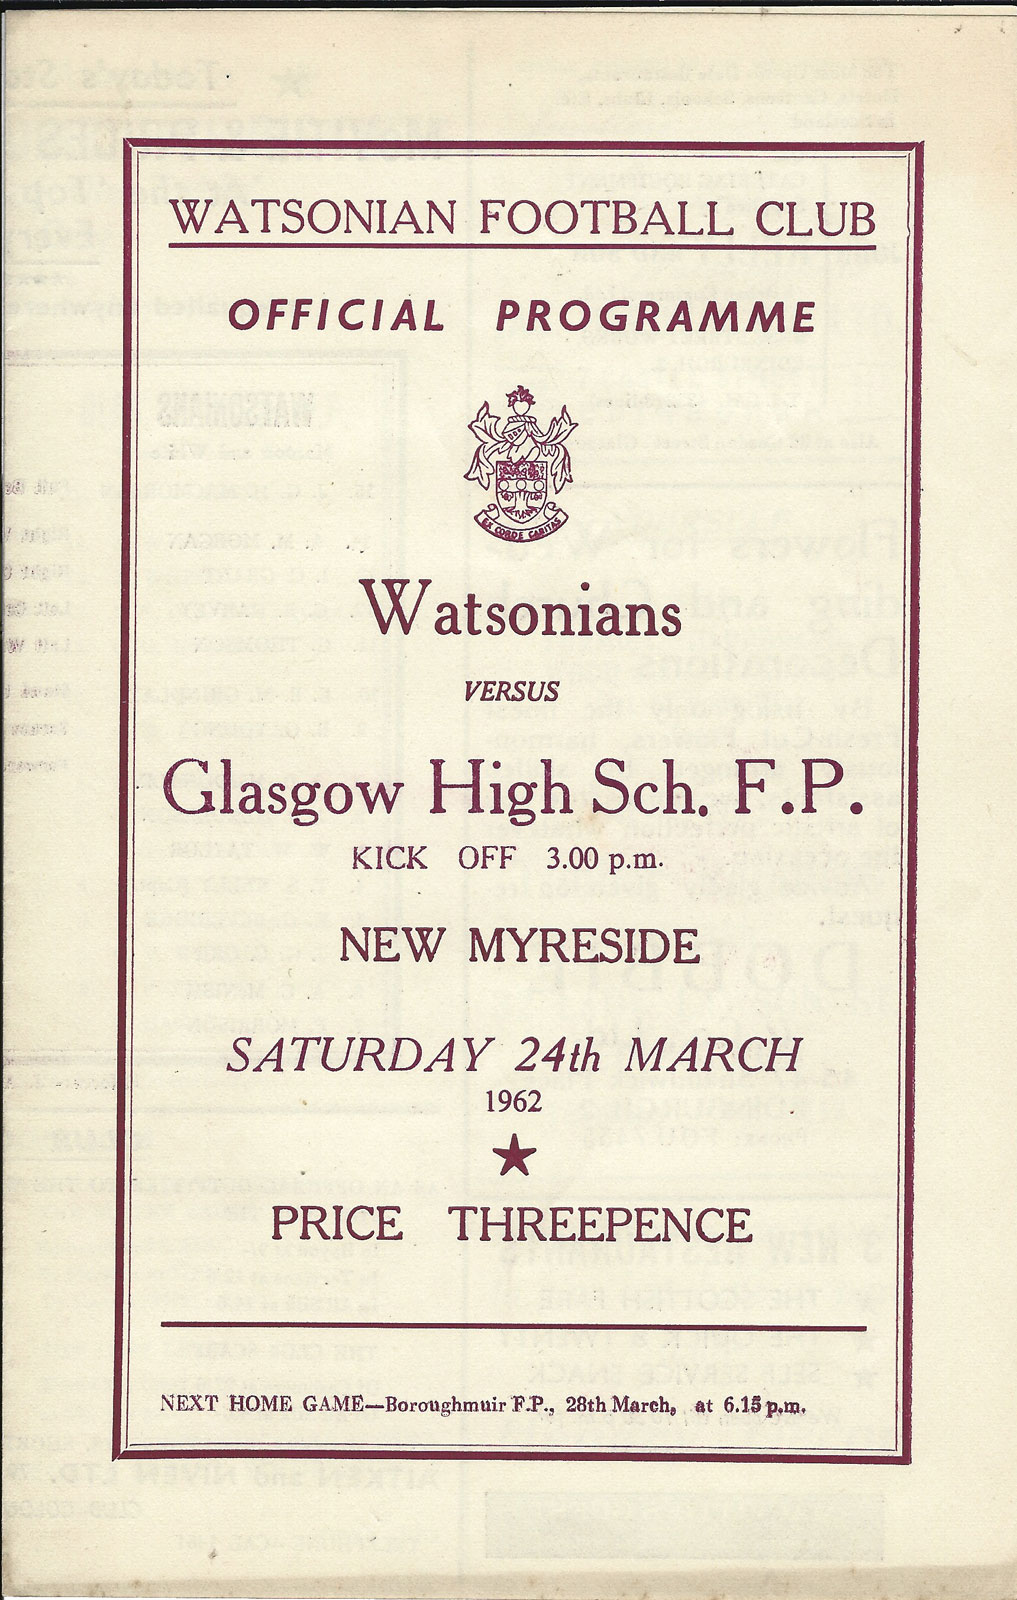 WATSONIAN FOOTBALL CLUB
OFFICIAL PROGRAMME
EX CORDE CARITAS
Watsonians
VERSUS
Glasgow High Sch. F.P.
KICK OFF 3.00 p.m.
NEW MYRESIDE
SATURDAY 24th MARCH
1962
PRICE THREEPENCE
NEXT HOME GAME—Boroughmuir F.P., 28th March, at 6.15 p.m.